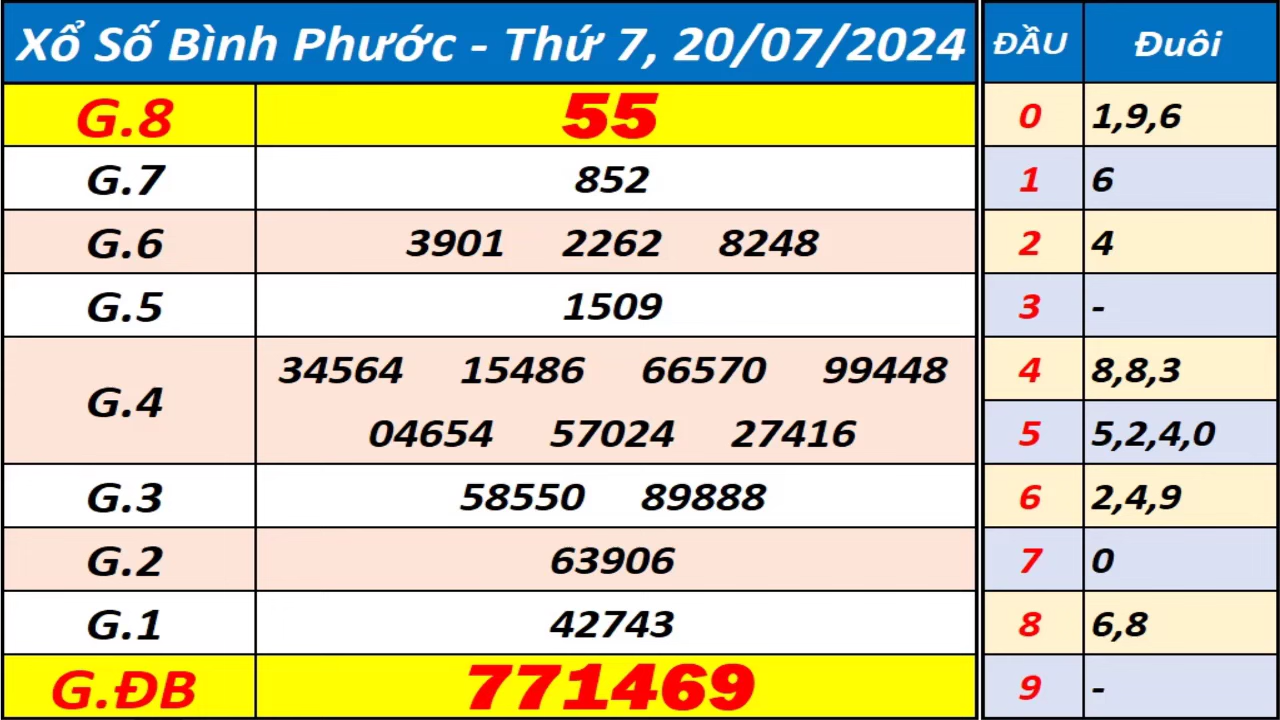 Xổ Số Bình Phước - Thứ 7, 20/07/2024
G.8 55
G.7 852
G.6 3901 2262 8248
G.5 1509
G.4 34564 15486 66570 99448
04654 57024 27416
G.3 58550 89888
G.2 63906
G.1 42743
G.ĐB 771469
ĐẦU Đuôi
0 1,9,6
1 6
2 4
3 -
4 8,8,3
5 5,2,4,0
6 2,4,9
7 0
8 6,8
9 -